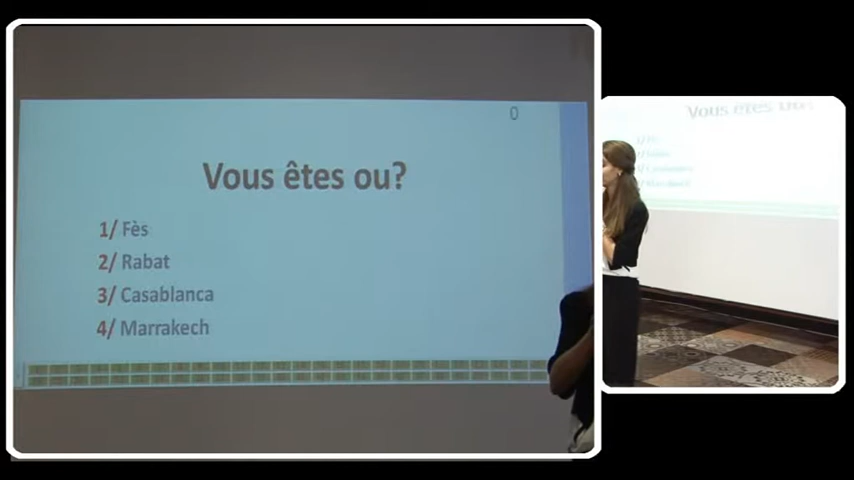 0
Vous êtes ou?
1/ Fès
2/ Rabat
3/ Casablanca
4/ Marrakech
Vous êtes ou?